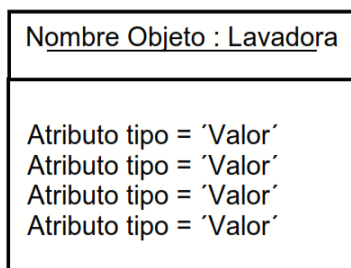 Nombre Objeto : Lavadora
Atributo tipo = ´Valor´
Atributo tipo = ´Valor´
Atributo tipo = ´Valor´
Atributo tipo = ´Valor´